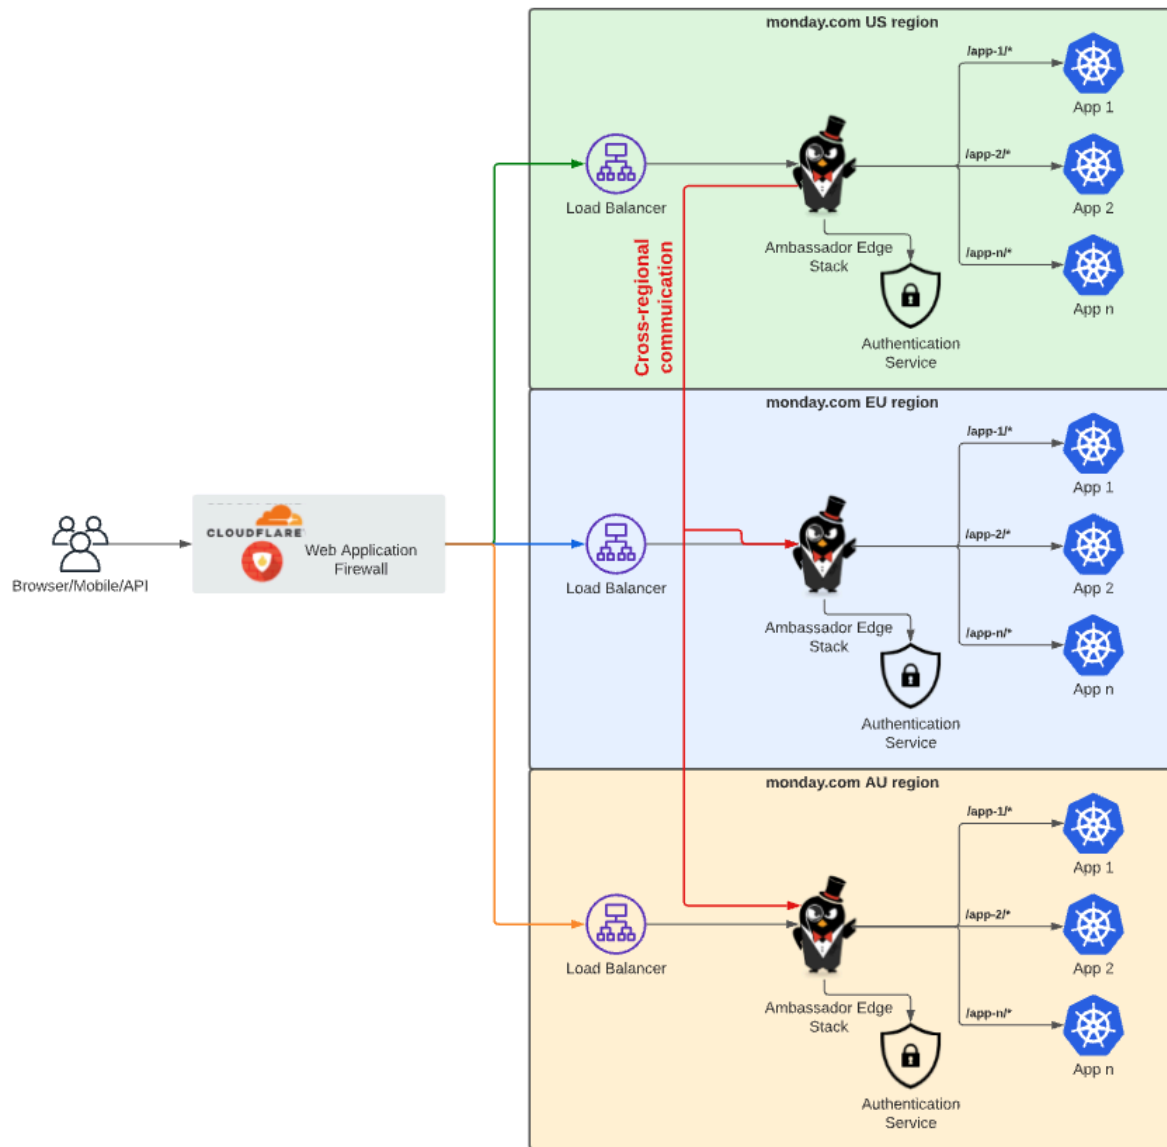 monday.com US region
/app-1/*
App 1
/app-2/*
Load Balancer
App 2
Ambassador Edge
Stack
/app-n/*
App n
Authentication
Service
Cross-regional
commuication
monday.com EU region
/app-1/*
App 1
CLOUDFLARE
Web Application
Firewall
Browser/Mobile/API
/app-2/*
Load Balancer
App 2
Ambassador Edge
Stack
/app-n/*
App n
Authentication
Service
monday.com AU region
/app-1/*
App 1
/app-2/*
Load Balancer
App 2
Ambassador Edge
Stack
/app-n/*
App n
Authentication
Service